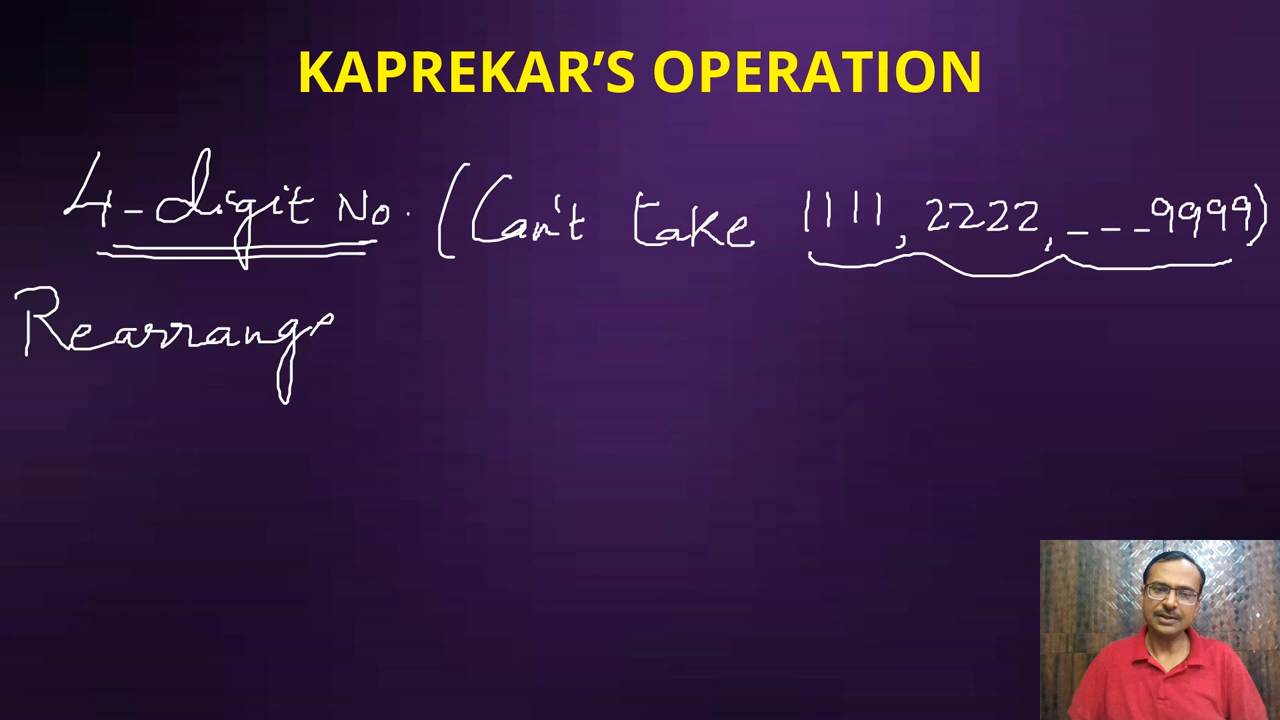 KAPREKAR’S OPERATION
4-digit No. (Can't take 1111, 2222, ---9999)
Rearrange